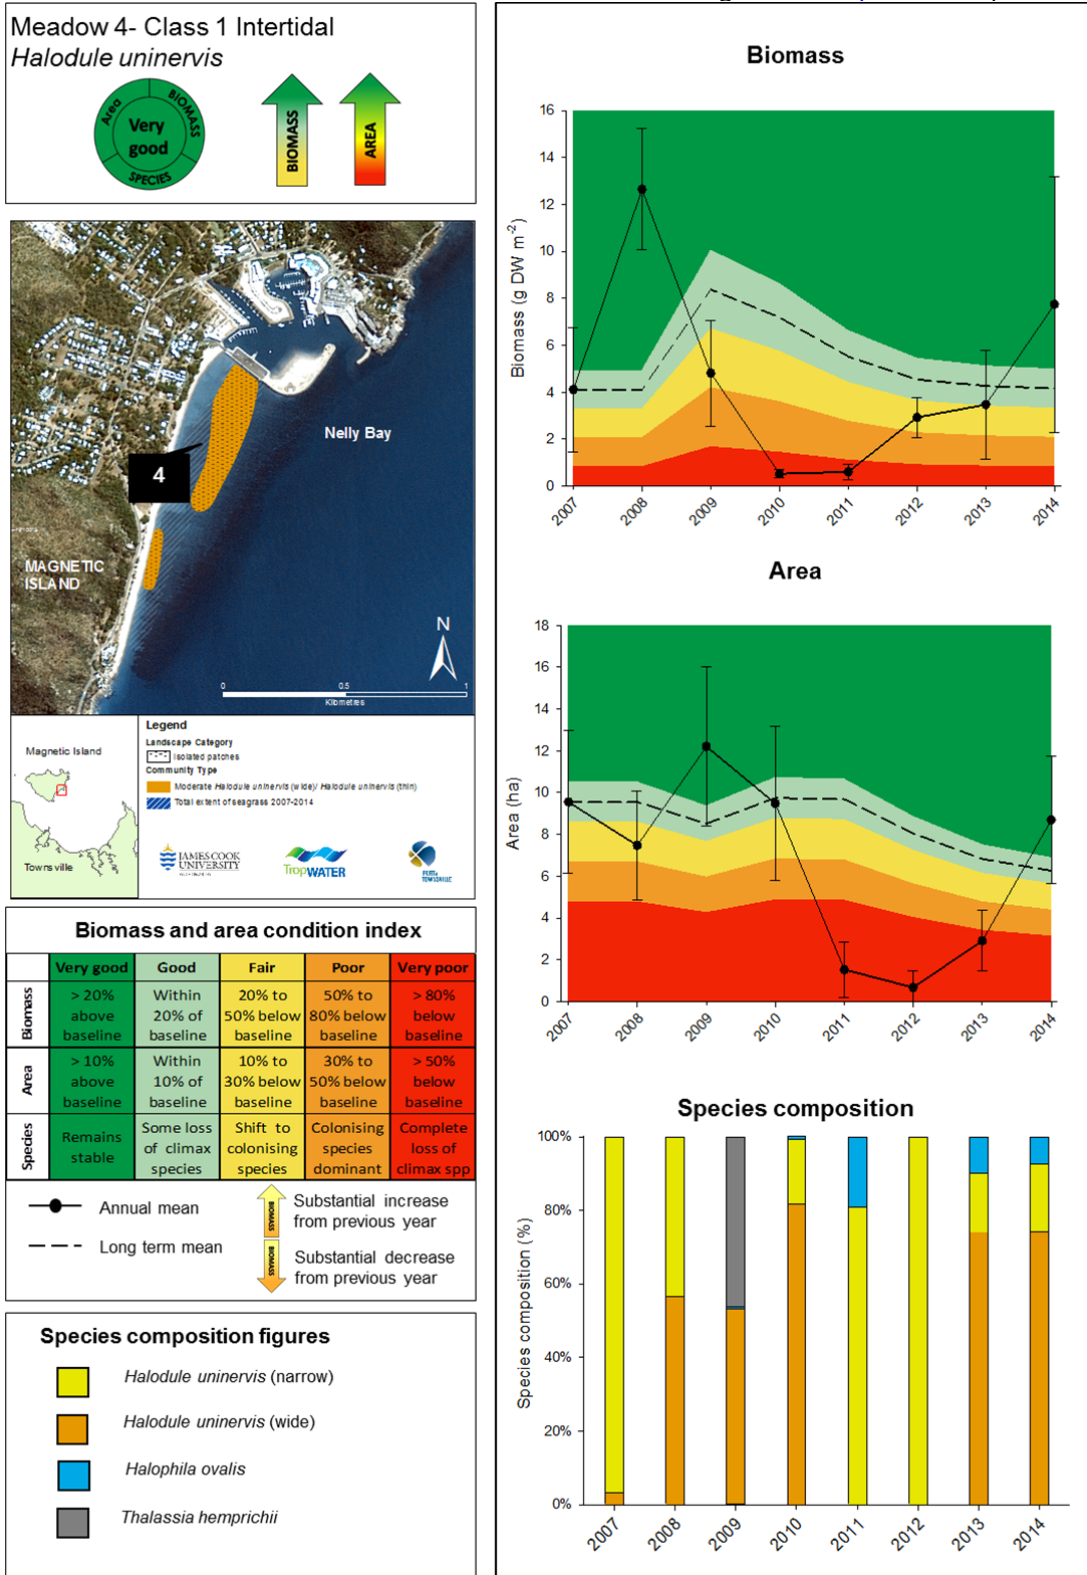 Meadow 4- Class 1 Intertidal
Halodule uninervis
Area
BIOMASS
SPECIES
Very
good
BIOMASS
AREA
4
Nelly Bay
MAGNETIC
ISLAND
N
0 0.5 1
Kilometres
Magnetic Island
Townsville
Legend
Landscape Category
Isolated patches
Community Type
Moderate Halodule uninervis (wide)/ Halodule uninervis (thin)
Total extent of seagrass 2007-2014
JAMES COOK
UNIVERSITY
TropWATER
PORT of
TOWNSVILLE
Biomass and area condition index
Very good Good Fair Poor Very poor
Biomass
> 20% above baseline
Within 20% of baseline
20% to 50% below baseline
50% to 80% below baseline
> 80% below baseline
Area
> 10% above baseline
Within 10% of baseline
10% to 30% below baseline
30% to 50% below baseline
> 50% below baseline
Species
Remains stable
Some loss of climax species
Shift to colonising species
Colonising species dominant
Complete loss of climax spp
Annual mean
Long term mean
BIOMASS
Substantial increase
from previous year
BIOMASS
Substantial decrease
from previous year
Species composition figures
Halodule uninervis (narrow)
Halodule uninervis (wide)
Halophila ovalis
Thalassia hemprichii
Biomass
Biomass (g DW m-2)
16
14
12
10
8
6
4
2
0
2007 2008 2009 2010 2011 2012 2013 2014
Area
Area (ha)
18
16
14
12
10
8
6
4
2
0
2007 2008 2009 2010 2011 2012 2013 2014
Species composition
Species composition (%)
100%
80%
60%
40%
20%
0%
2007 2008 2009 2010 2011 2012 2013 2014